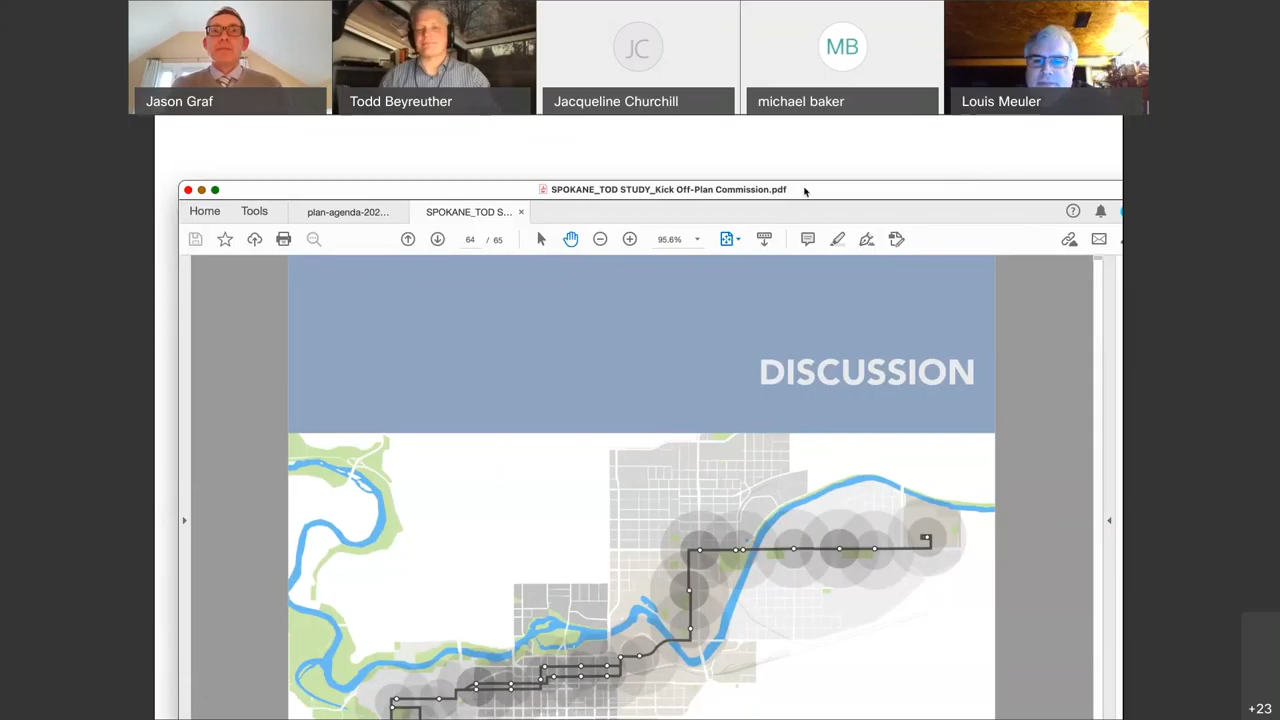 Jason Graf
Todd Beyreuther
JC
Jacqueline Churchill
MB
michael baker
Louis Meuler
SPOKANE_TOD STUDY_Kick Off-Plan Commission.pdf
Home
Tools
plan-agenda-202...
SPOKANE_TOD S...
64 / 65
95.6%
DISCUSSION
+23